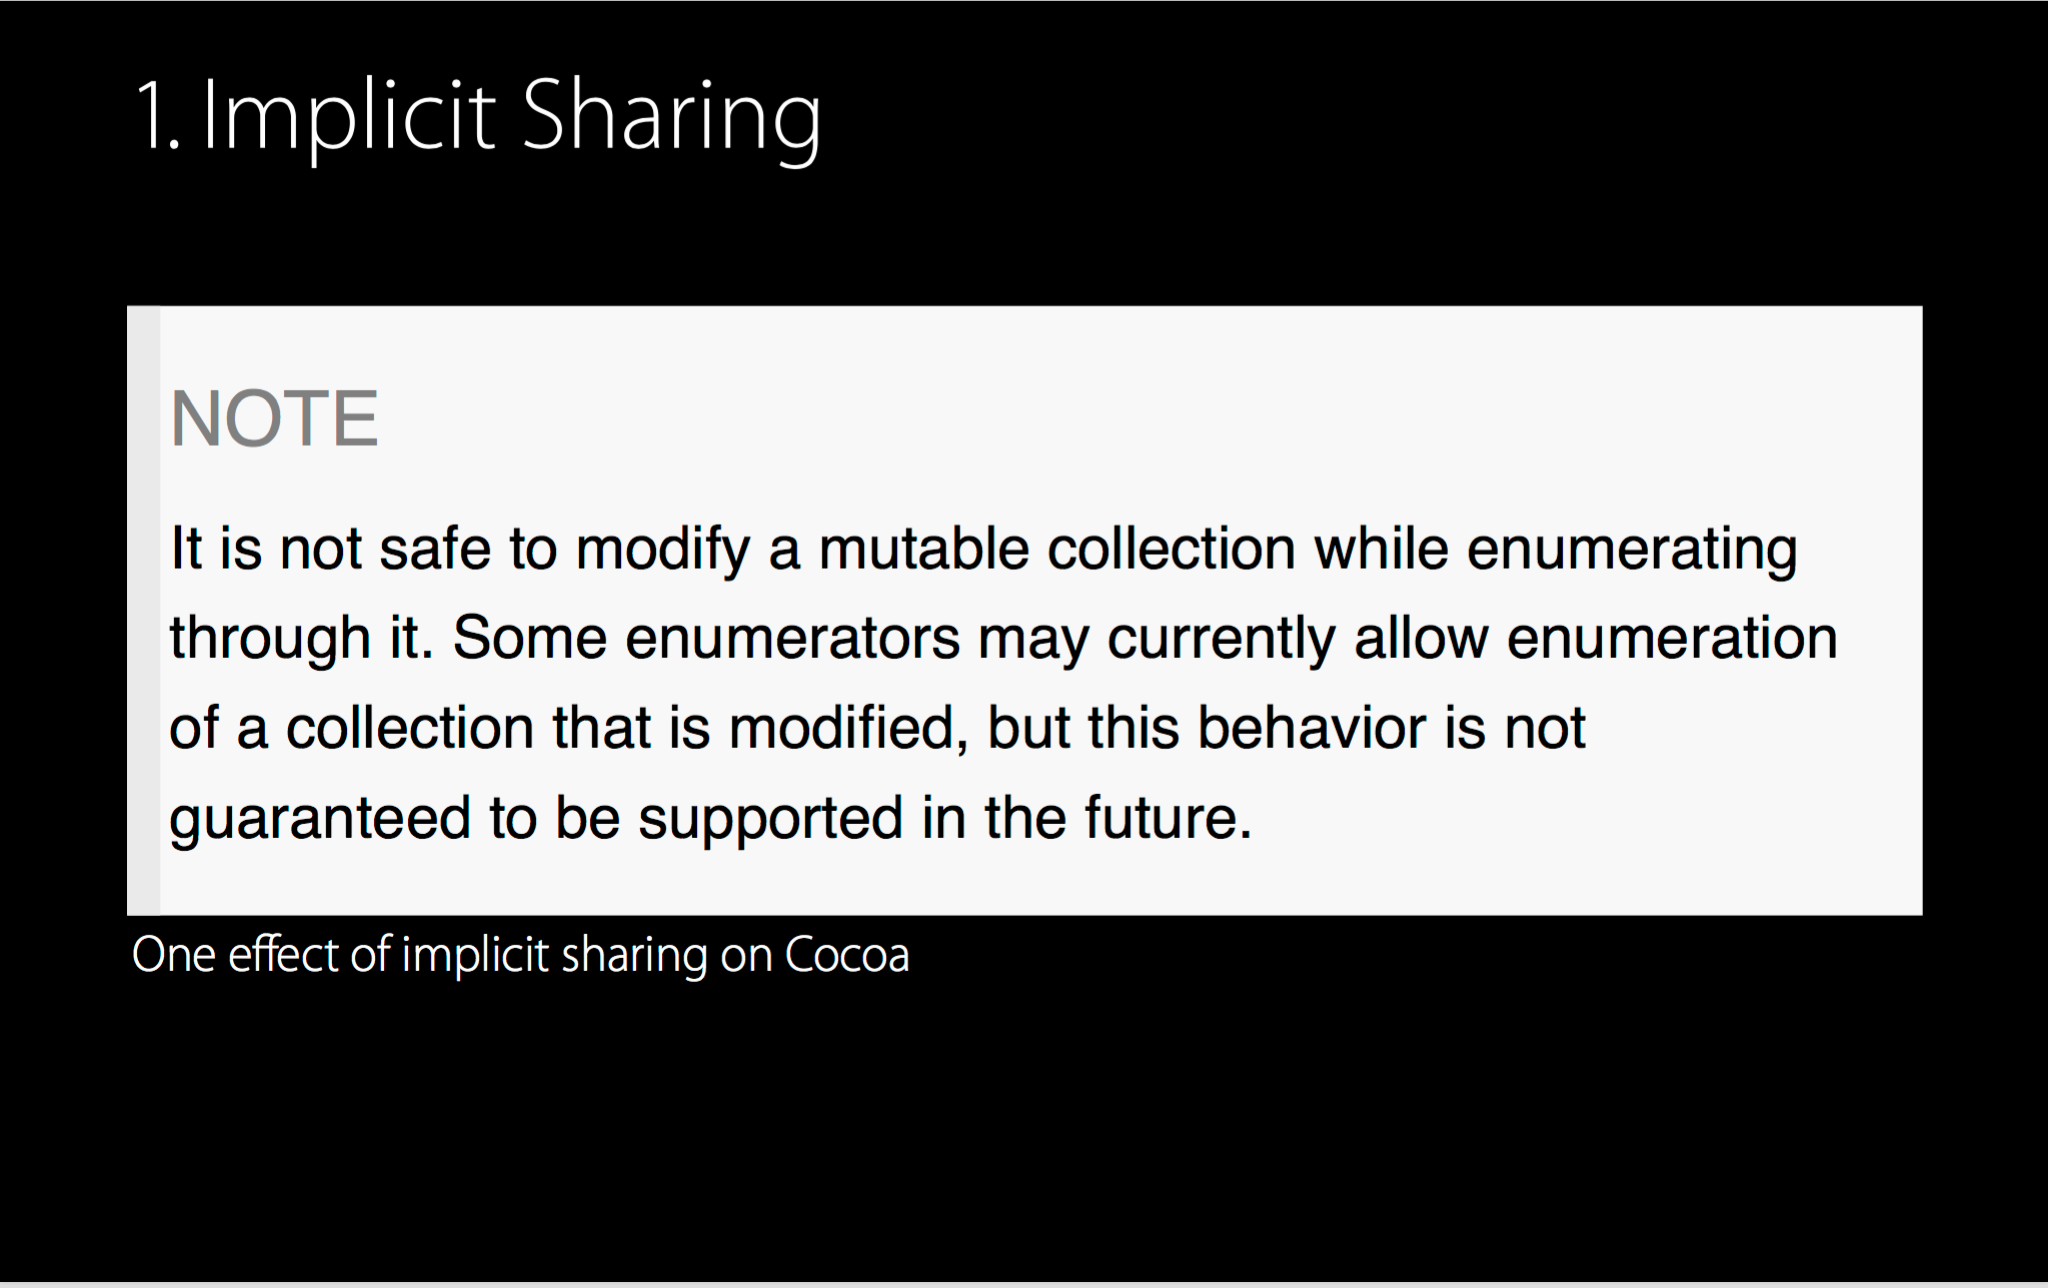 1. Implicit Sharing
NOTE
It is not safe to modify a mutable collection while enumerating
through it. Some enumerators may currently allow enumeration
of a collection that is modified, but this behavior is not
guaranteed to be supported in the future.
One effect of implicit sharing on Cocoa